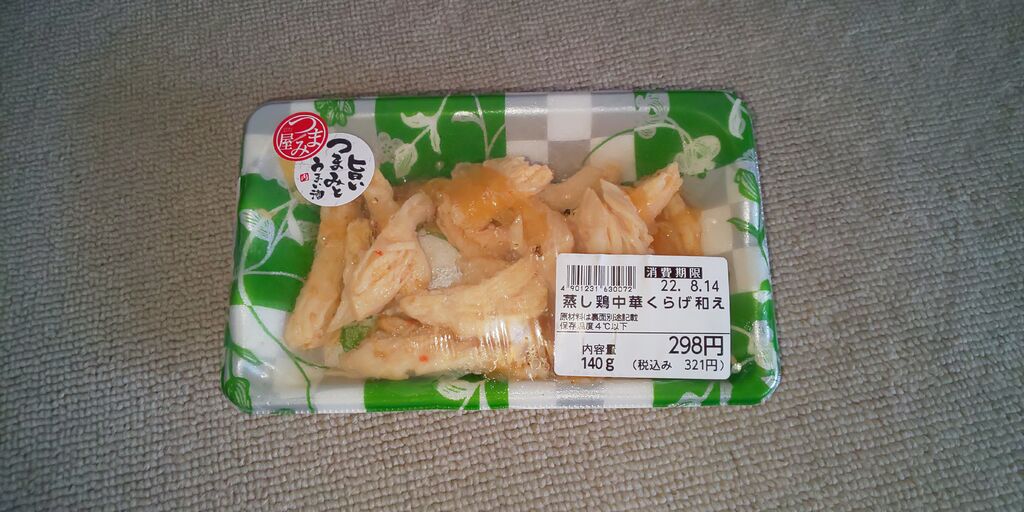 つまみ屋
旨い
つまみと
うまい酒
消費期限
22. 8.14
4 901231 630072
蒸し鶏中華くらげ和え
原材料は裏面別途記載
保存温度4℃以下
内容量
140g
298円
(税込み 321円)